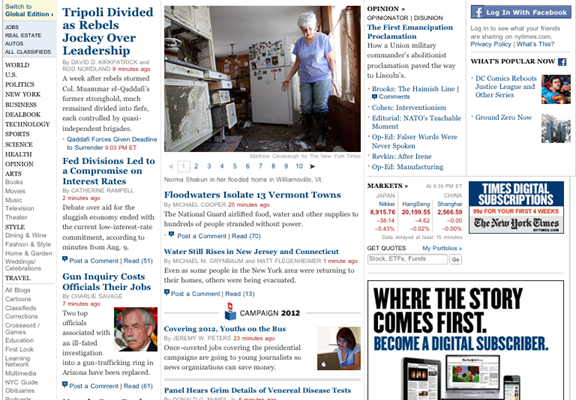 Switch to
Global Edition ›
JOBS
REAL ESTATE
AUTOS
ALL CLASSIFIEDS
WORLD
U.S.
POLITICS
NEW YORK
BUSINESS
DEALBOOK
TECHNOLOGY
SPORTS
SCIENCE
HEALTH
OPINION
ARTS
Books
Movies
Music
Television
Theater
STYLE
Dining & Wine
Fashion & Style
Home & Garden
Weddings/
Celebrations
TRAVEL
All Blogs
Cartoons
Classifieds
Corrections
Crossword /
Games
Education
First Look
Learning
Network
Multimedia
NYC Guide
Obituaries
Podcasts
Tripoli Divided
as Rebels
Jockey Over
Leadership
By DAVID D. KIRKPATRICK and
ROD NORDLAND 9 minutes ago
A week after rebels stormed
Col. Muammar el-Qaddafi's
former stronghold, much
remained divided into fiefs,
each controlled by quasi-
independent brigades.
· Qaddafi Forces Given Deadline
to Surrender 9:03 PM ET
Fed Divisions Led to
a Compromise on
Interest Rates
By CATHERINE RAMPELL
2 minutes ago
Debate over aid for the
sluggish economy ended with
the current low-interest-rate
commitment, according to
minutes from Aug. 9.
Post a Comment | Read (51)
Gun Inquiry Costs
Officials Their Jobs
By CHARLIE SAVAGE
7 minutes ago
Two top
officials
associated with
an ill-fated
investigation
into a gun-trafficking ring in
Arizona have been replaced.
Post a Comment | Read (61)
Matthew Cavanaugh for The New York Times
1 2 3 4 5 6 7 8 9 10
Norma Shakun in her flooded home in Williamsville, Vt.
Floodwaters Isolate 13 Vermont Towns
By MICHAEL COOPER 25 minutes ago
The National Guard airlifted food, water and other supplies to
hundreds of people stranded without power.
· Post a Comment | Read (70)
Water Still Rises in New Jersey and Connecticut
By MICHAEL M. GRYNBAUM and MATT FLEGENHEIMER 1 minute ago
Even as some people in the New York area were returning to
their homes, others were being evacuated.
Post a Comment | Read (13)
CAMPAIGN 2012
Covering 2012, Youths on the Bus
By JEREMY W. PETERS 23 minutes ago
Once-coveted jobs covering the presidential
campaigns are going to young journalists so
news organizations can save money.
Panel Hears Grim Details of Venereal Disease Tests
OPINION »
OPINIONATOR | DISUNION
The First Emancipation
Proclamation
How a Union military
commander's abolitionist
proclamation paved the way
to Lincoln's.
· Brooks: The Haimish Line |
Comments
· Cohen: Interventionism
· Editorial: NATO's Teachable
Moment
· Op-Ed: Falser Words Were
Never Spoken
· Revkin: After Irene
· Op-Ed: Manufacturing
Log In With Facebook
Log in to see what your friends
are sharing on nytimes.com.
Privacy Policy | What's This?
WHAT'S POPULAR NOW
DC Comics Reboots
Justice League and
Other Series
Ground Zero Now
MARKETS »
At 9:36 PM ET
JAPAN CHINA
Nikkei HangSeng Shanghai
8,915.76 20,199.55 2,566.59
-38.14 -4.62 -0.00
-0.43% -0.02% -0.00%
Data delayed at least 15 minutes
GET QUOTES My Portfolios »
Stock, ETFs, Funds Go
TIMES DIGITAL
SUBSCRIPTIONS
99¢ FOR YOUR FIRST 4 WEEKS
The New York Times
NYTIMES.COM
WHERE THE STORY
COMES FIRST.
BECOME A DIGITAL SUBSCRIBER.